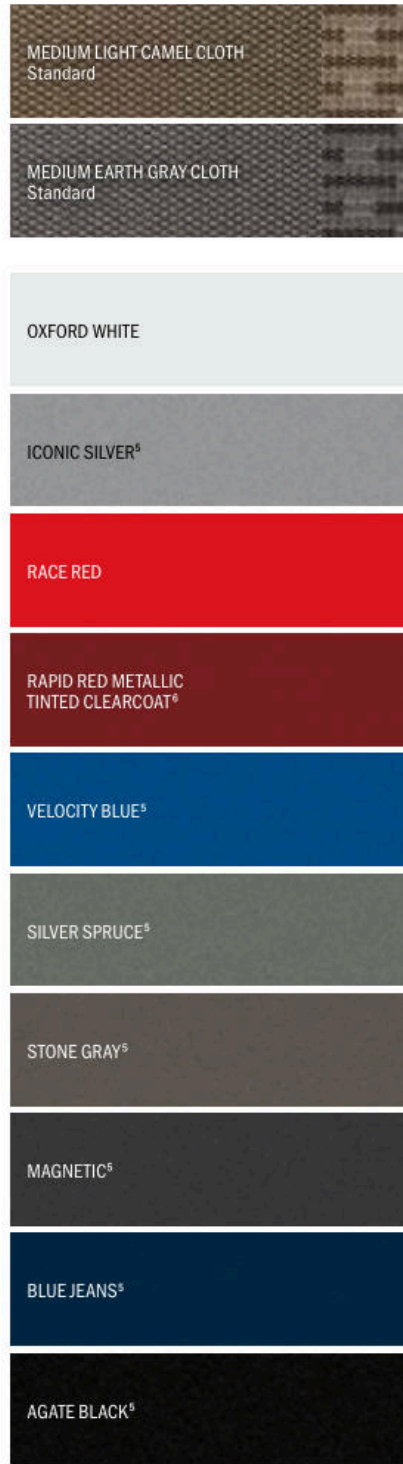 MEDIUM LIGHT CAMEL CLOTH
Standard
MEDIUM EARTH GRAY CLOTH
Standard
OXFORD WHITE
ICONIC SILVER⁵
RACE RED
RAPID RED METALLIC
TINTED CLEARCOAT⁶
VELOCITY BLUE⁵
SILVER SPRUCE⁵
STONE GRAY⁵
MAGNETIC⁵
BLUE JEANS⁵
AGATE BLACK⁵